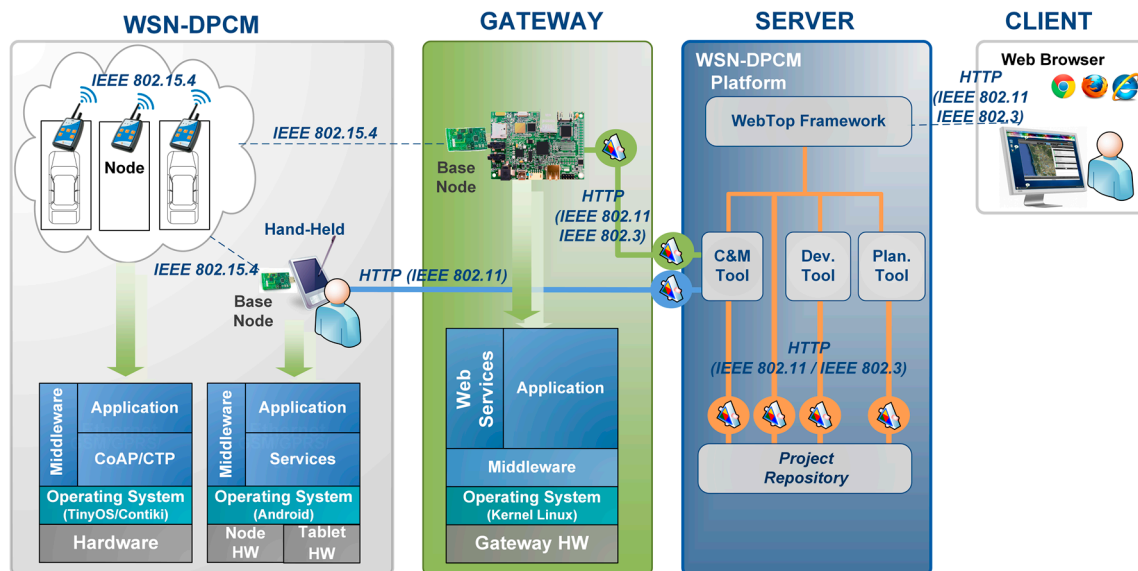 WSN-DPCM
GATEWAY
SERVER
CLIENT
IEEE 802.15.4
Node
IEEE 802.15.4
Hand-Held
IEEE 802.15.4
Base
Node
HTTP (IEEE 802.11)
Middleware
Application
CoAP/CTP
Operating System
(TinyOS/Contiki)
Hardware
Middleware
Application
Services
Operating System
(Android)
Node
HW
Tablet
HW
Base
Node
HTTP
(IEEE 802.11
IEEE 802.3)
Web
Services
Application
Middleware
Operating System
(Kernel Linux)
Gateway HW
WSN-DPCM
Platform
WebTop Framework
C&M
Tool
Dev.
Tool
Plan.
Tool
HTTP
(IEEE 802.11 / IEEE 802.3)
Project
Repository
Web Browser
HTTP
(IEEE 802.11
IEEE 802.3)